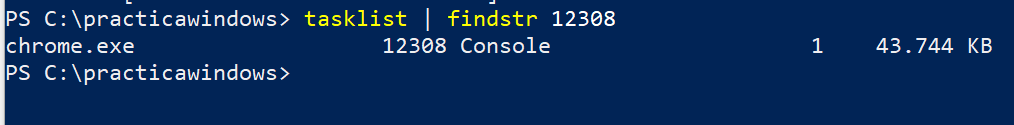 PS C:\practicawindows> tasklist | findstr 12308
chrome.exe                   12308 Console                    1    43.744 KB
PS C:\practicawindows>